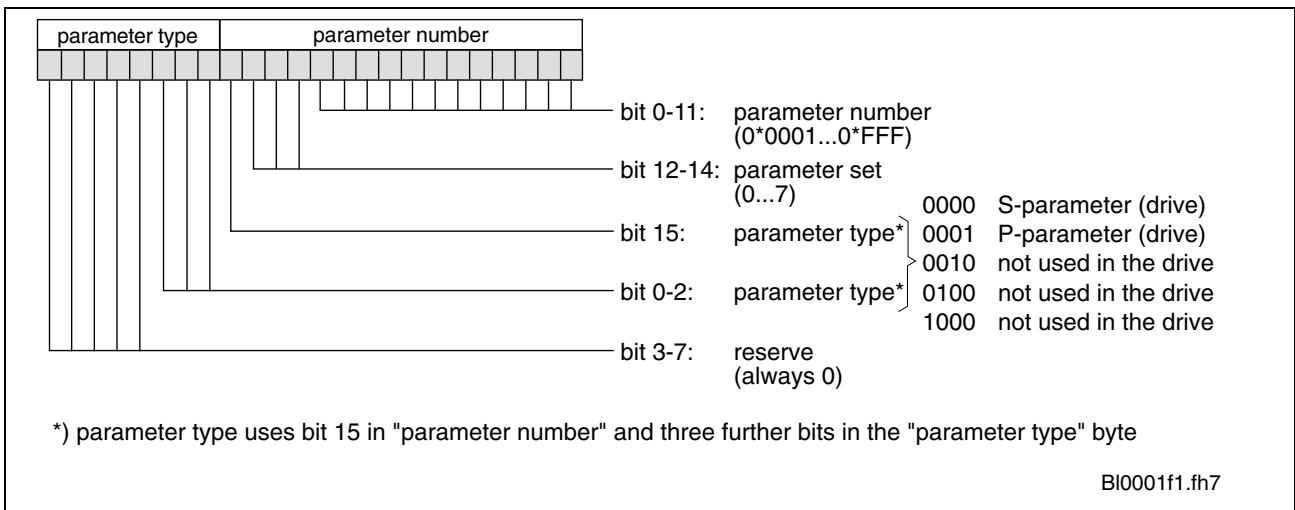 parameter type parameter number
bit 0-11: parameter number
(0*0001...0*FFF)
bit 12-14: parameter set
(0...7)
0000 S-parameter (drive)
bit 15: parameter type* 0001 P-parameter (drive)
0010 not used in the drive
bit 0-2: parameter type* 0100 not used in the drive
1000 not used in the drive
bit 3-7: reserve
(always 0)
*) parameter type uses bit 15 in "parameter number" and three further bits in the "parameter type" byte
Bl0001f1.fh7